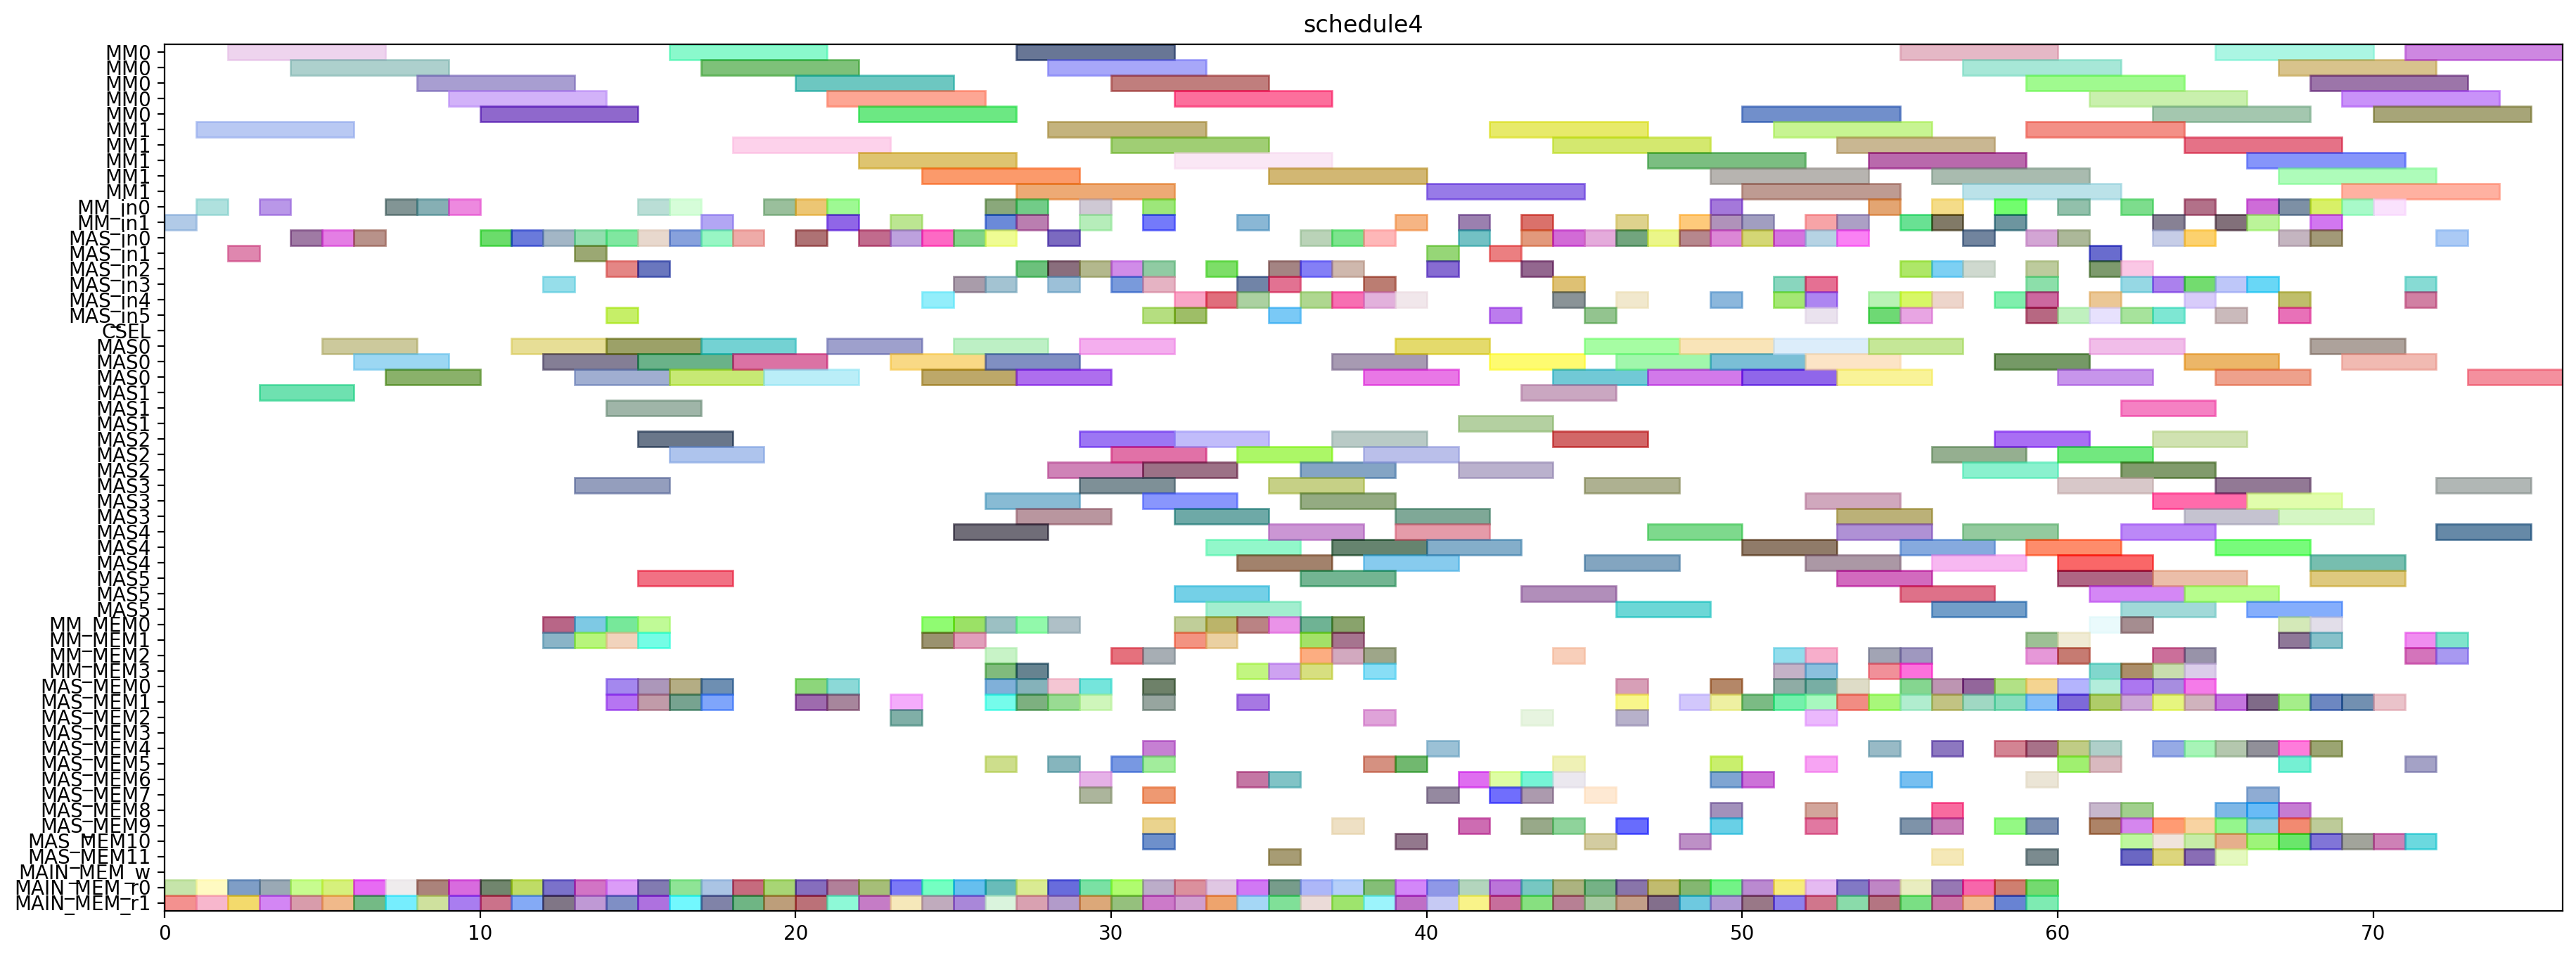 schedule4
MM0
MM0
MM0
MM0
MM0
MM1
MM1
MM1
MM1
MM1
MM_in0
MM_in1
MAS_in0
MAS_in1
MAS_in2
MAS_in3
MAS_in4
MAS_in5
CSEL
MAS0
MAS0
MAS0
MAS1
MAS1
MAS1
MAS2
MAS2
MAS2
MAS3
MAS3
MAS3
MAS4
MAS4
MAS4
MAS5
MAS5
MAS5
MM_MEM0
MM_MEM1
MM_MEM2
MM_MEM3
MAS_MEM0
MAS_MEM1
MAS_MEM2
MAS_MEM3
MAS_MEM4
MAS_MEM5
MAS_MEM6
MAS_MEM7
MAS_MEM8
MAS_MEM9
MAS_MEM10
MAS_MEM11
MAIN_MEM_w
MAIN_MEM_r0
MAIN_MEM_r1
0 10 20 30 40 50 60 70